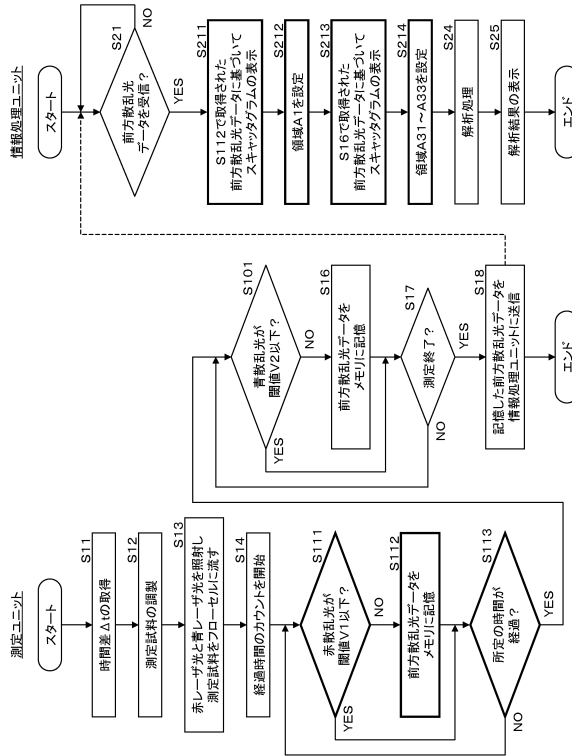 測定ユニット
スタート
S11
時間差Δtの取得
S12
測定試料の調製
S13
赤レーザ光と青レーザ光を照射し
測定試料をフローセルに流す
S14
経過時間のカウントを開始
S111
赤散乱光が
閾値V1以下?
YES
NO
S112
前方散乱光データを
メモリに記憶
S113
所定の時間が
経過?
NO
YES
S101
青散乱光が
閾値V2以下?
YES
NO
S16
前方散乱光データを
メモリに記憶
S17
測定終了?
NO
YES
S18
記憶した前方散乱光データを
情報処理ユニットに送信
エンド
情報処理ユニット
スタート
S21
前方散乱光
データを受信?
NO
YES
S211
S112で取得された
前方散乱光データに基づいて
スキャッタグラムの表示
S212
領域A1を設定
S213
S16で取得された
前方散乱光データに基づいて
スキャッタグラムの表示
S214
領域A31~A33を設定
S24
解析処理
S25
解析結果の表示
エンド